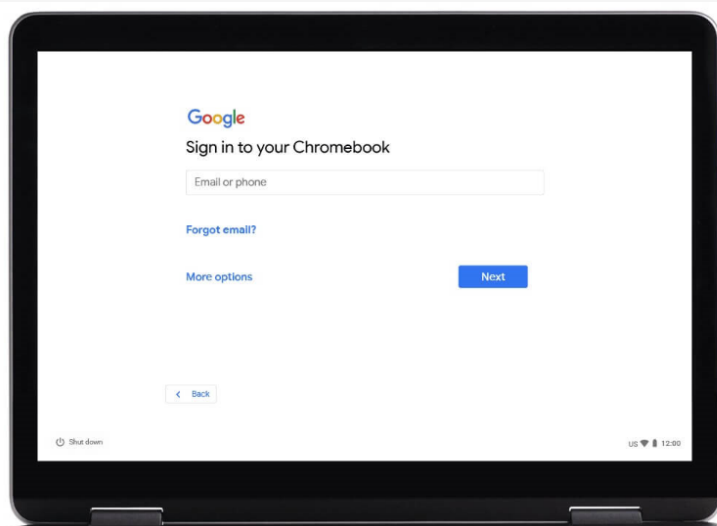 Google
Sign in to your Chromebook
Email or phone
Forgot email?
More options
Next
Back
Shut down
US
12:00